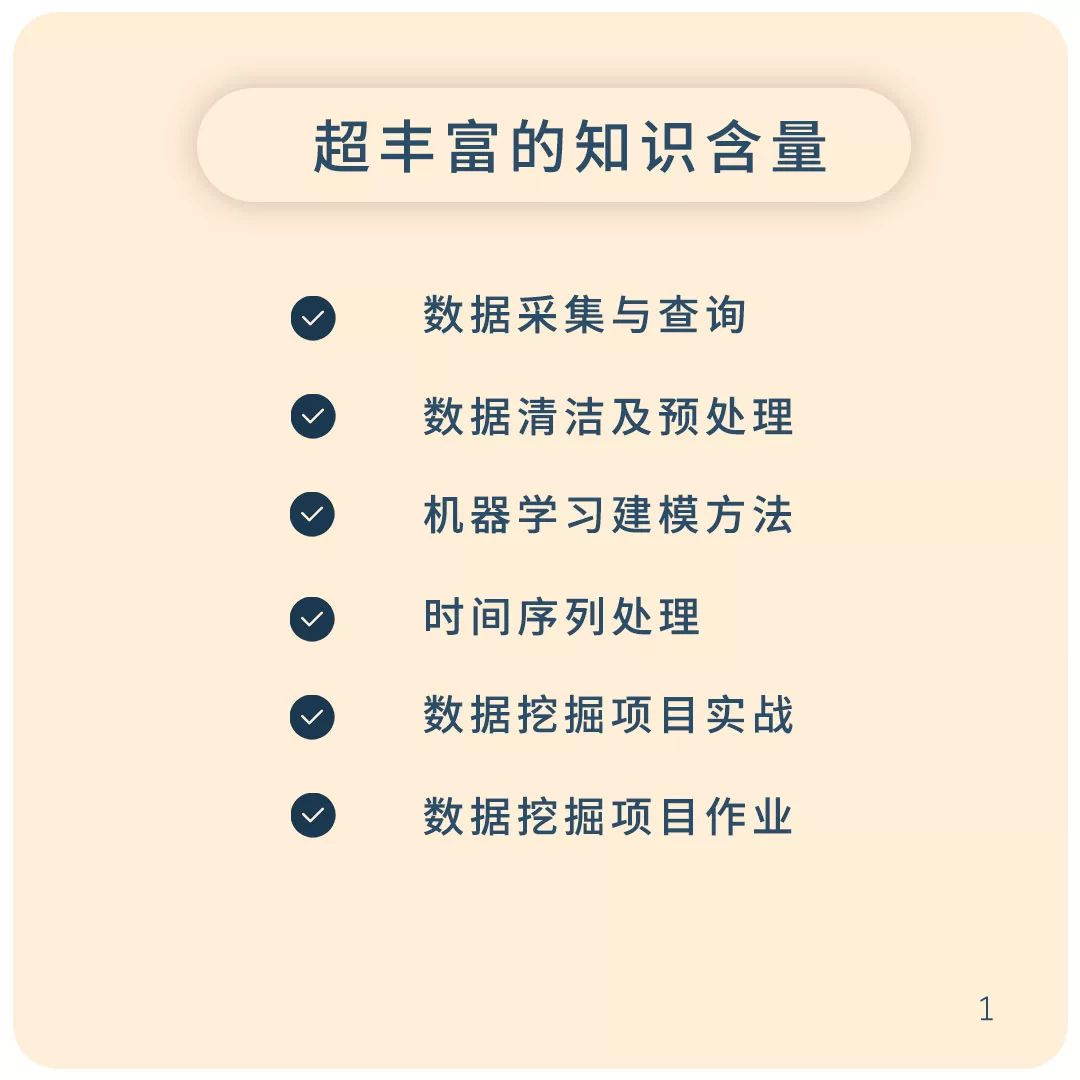 超丰富的知识含量
数据采集与查询
数据清洁及预处理
机器学习建模方法
时间序列处理
数据挖掘项目实战
数据挖掘项目作业
1